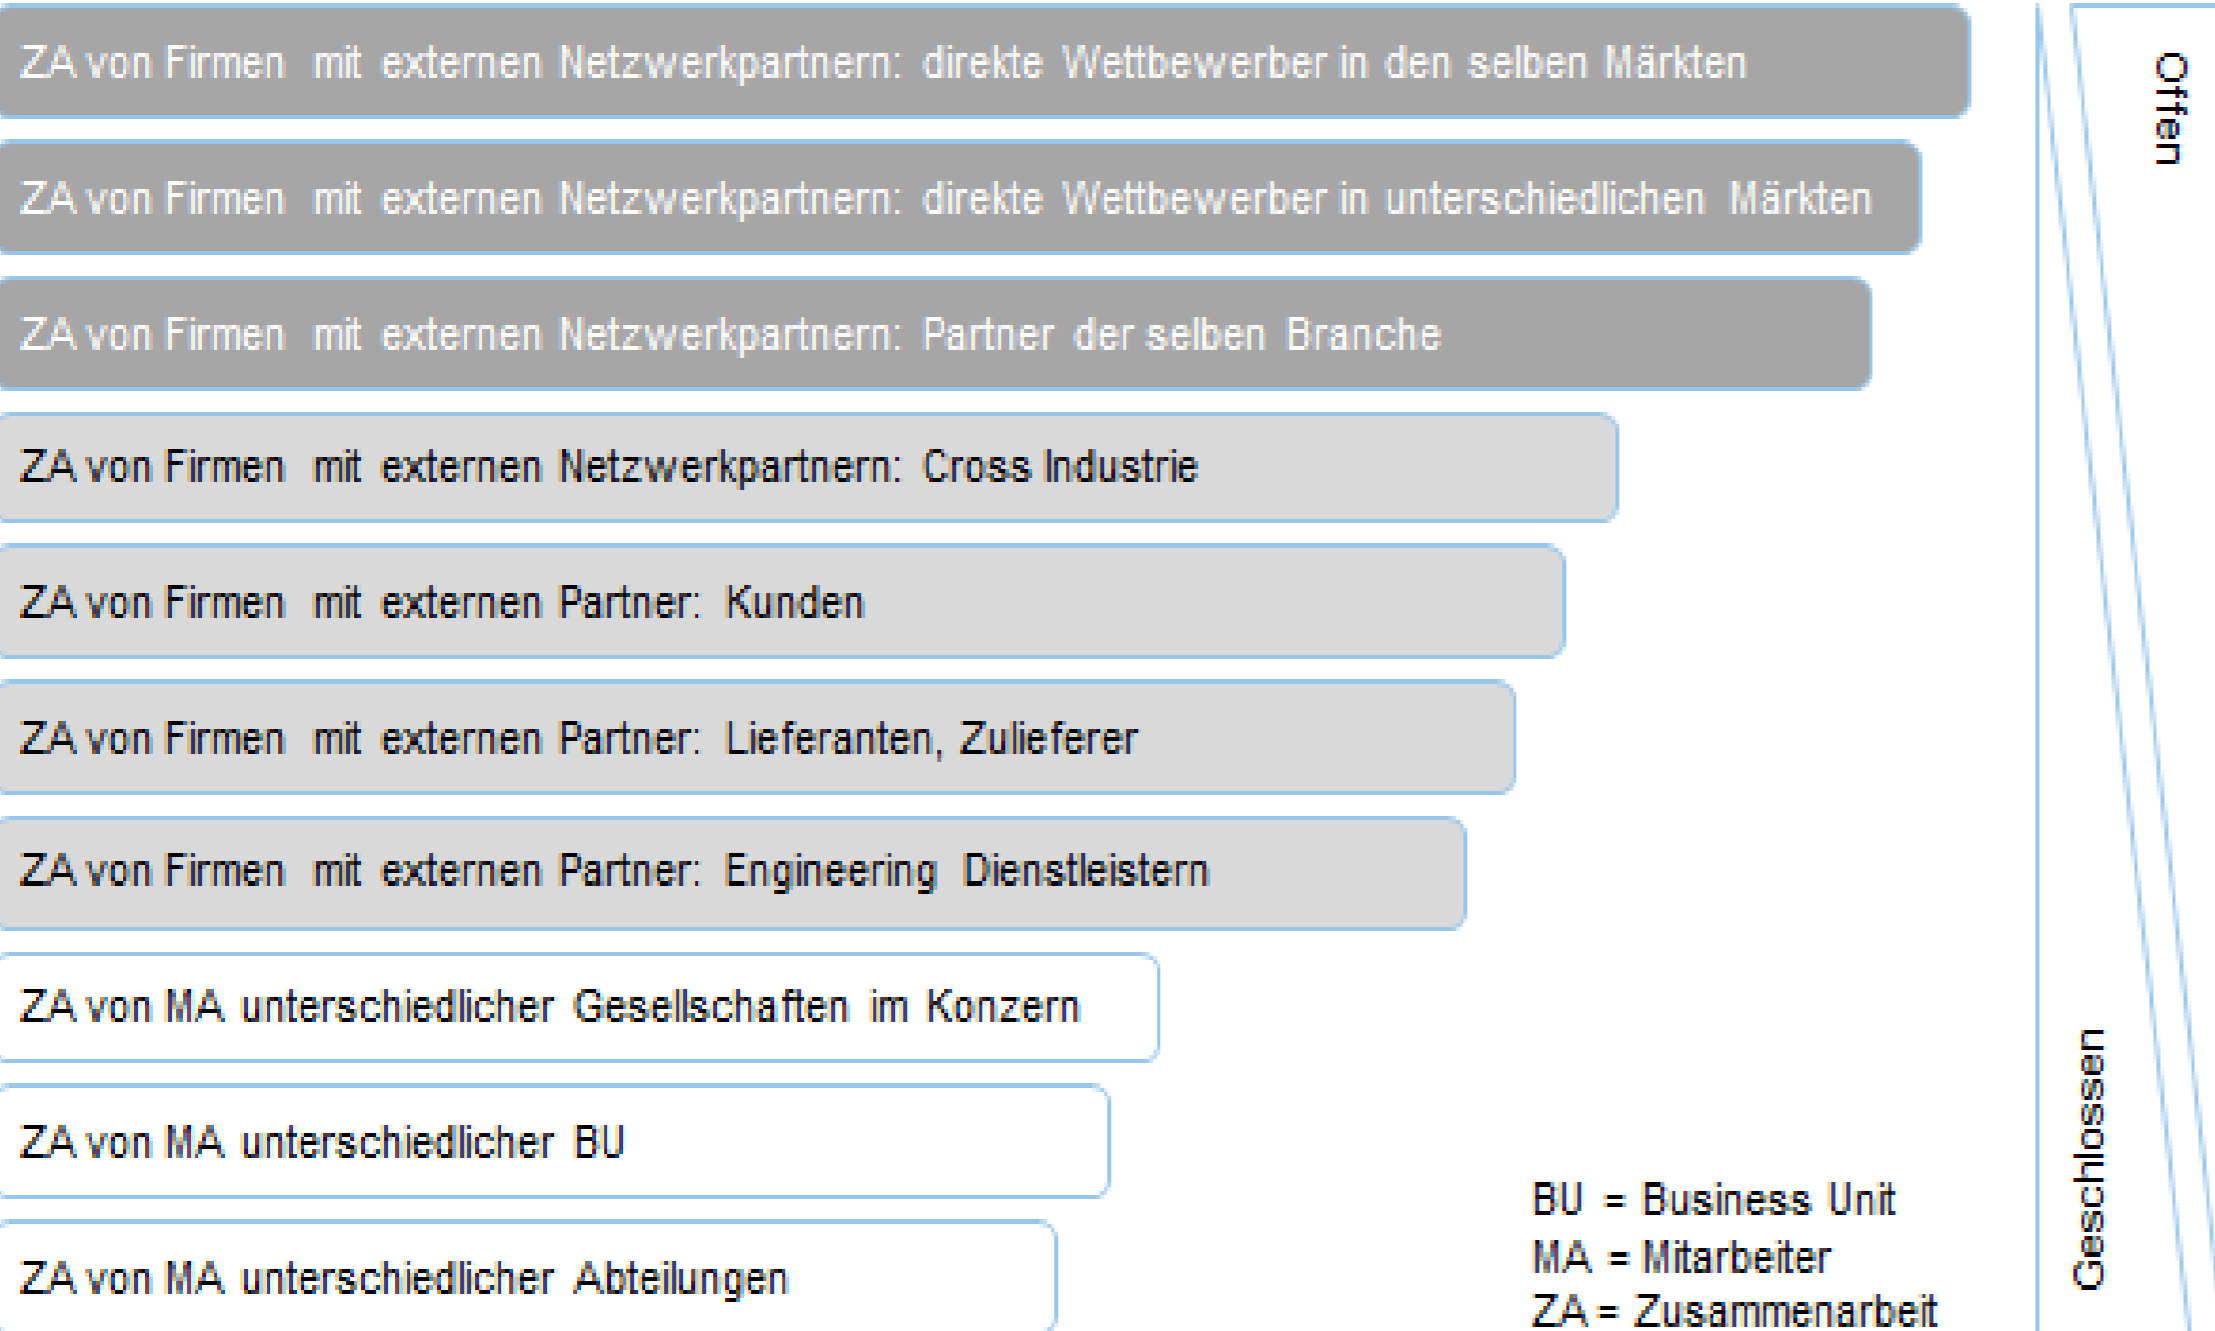 ZA von Firmen mit externen Netzwerkpartnern: direkte Wettbewerber in den selben Märkten
ZA von Firmen mit externen Netzwerkpartnern: direkte Wettbewerber in unterschiedlichen Märkten
ZA von Firmen mit externen Netzwerkpartnern: Partner der selben Branche
ZA von Firmen mit externen Netzwerkpartnern: Cross Industrie
ZA von Firmen mit externen Partner: Kunden
ZA von Firmen mit externen Partner: Lieferanten, Zulieferer
ZA von Firmen mit externen Partner: Engineering Dienstleistern
ZA von MA unterschiedlicher Gesellschaften im Konzern
ZA von MA unterschiedlicher BU
ZA von MA unterschiedlicher Abteilungen
BU = Business Unit
MA = Mitarbeiter
ZA = Zusammenarbeit
Offen
Geschlossen